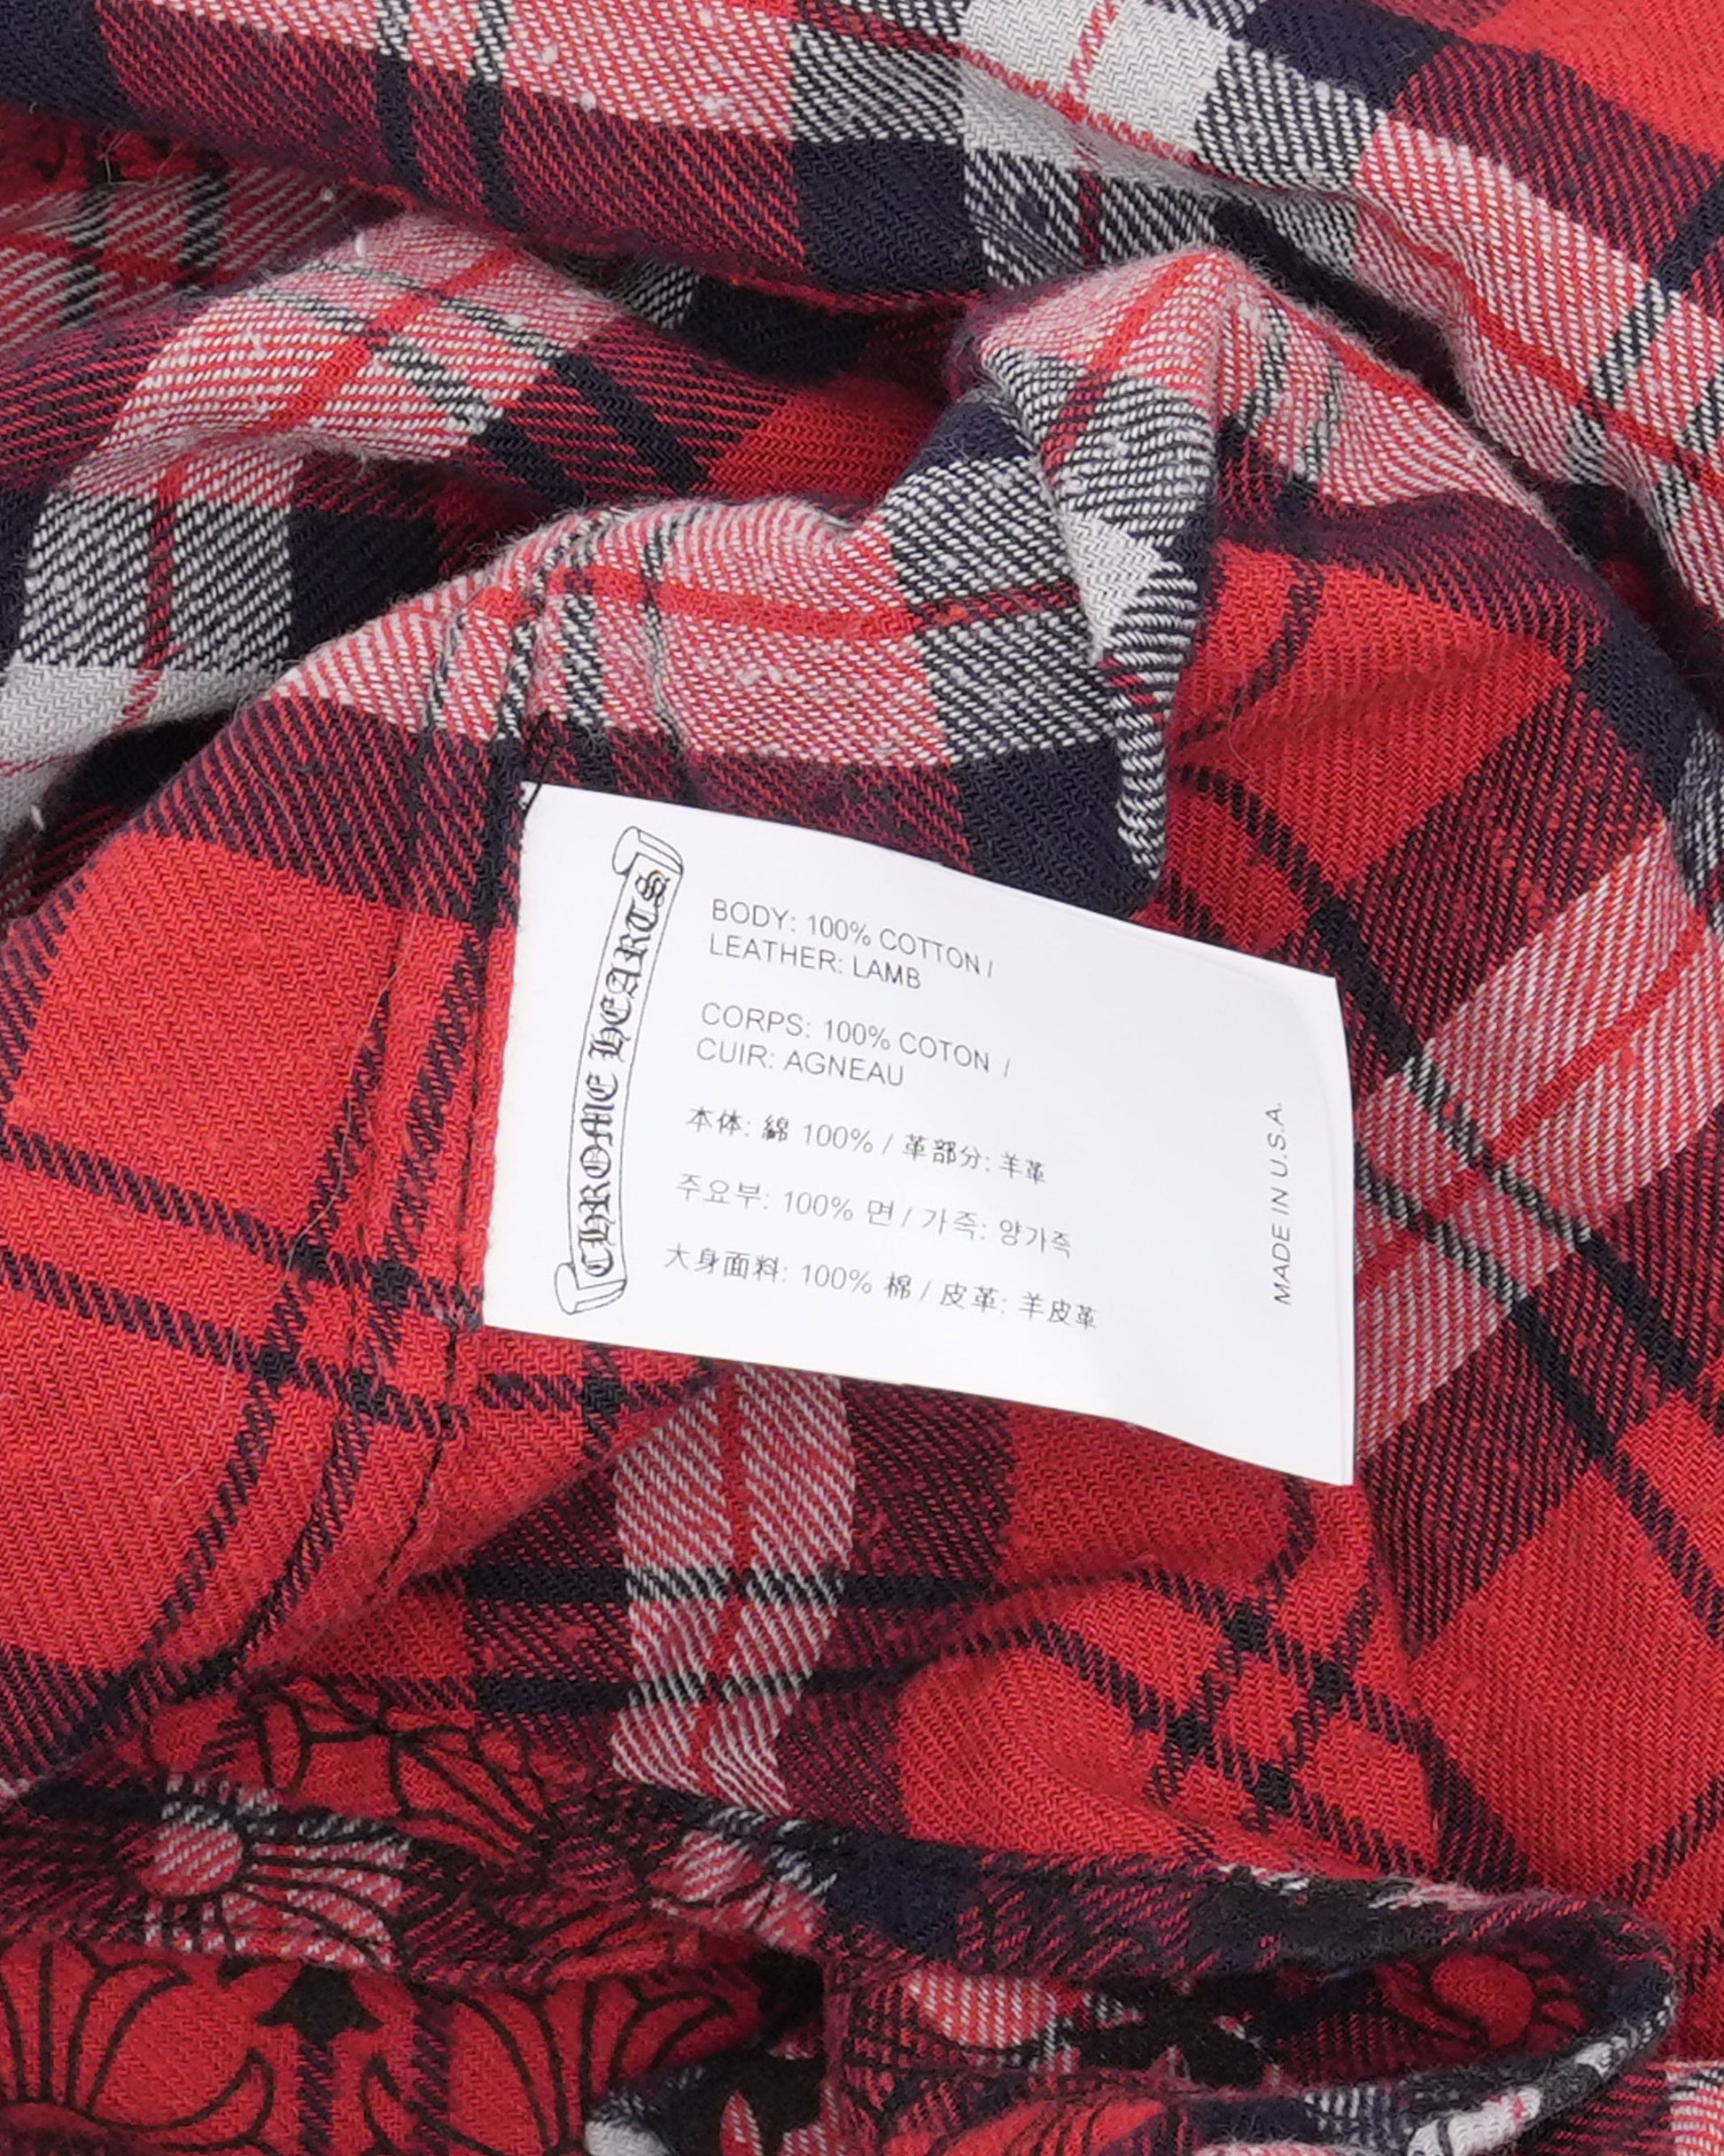 CHROME HEARTS
BODY: 100% COTTON /
LEATHER: LAMB
CORPS: 100% COTON /
CUIR: AGNEAU
本体: 綿 100% / 革部分: 羊革
주요부: 100% 면 / 가죽: 양가죽
大身面料: 100% 棉 / 皮革: 羊皮革
MADE IN U.S.A.